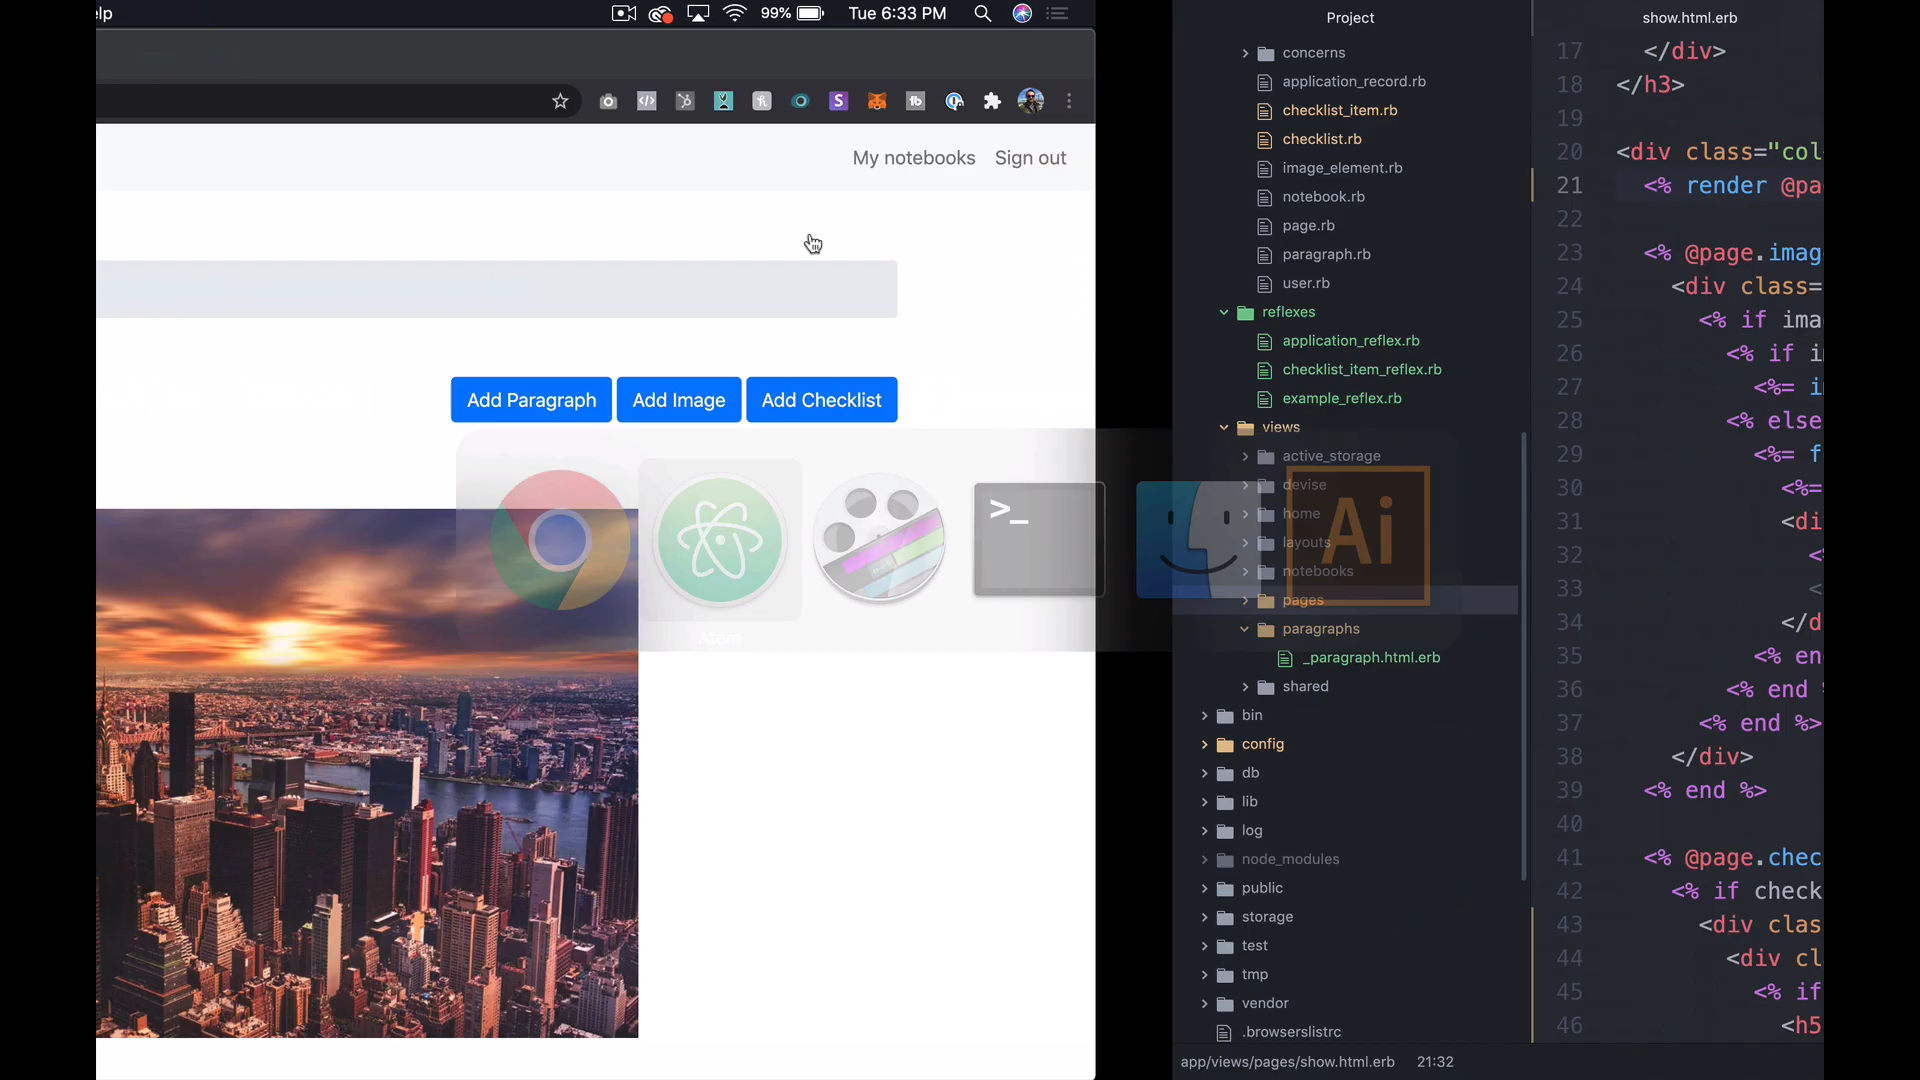 elp
99%
Tue 6:33 PM
My notebooks
Sign out
Add Paragraph
Add Image
Add Checklist
>_
Ai
Atom
Project
concerns
application_record.rb
checklist_item.rb
checklist.rb
image_element.rb
notebook.rb
page.rb
paragraph.rb
user.rb
reflexes
application_reflex.rb
checklist_item_reflex.rb
example_reflex.rb
views
active_storage
devise
home
layouts
notebooks
pages
paragraphs
_paragraph.html.erb
shared
bin
config
db
lib
log
node_modules
public
storage
test
tmp
vendor
.browserslistrc
show.html.erb
17 </div>
18 </h3>
19
20 <div class="col
21 <% render @pa
22
23 <% @page.imag
24 <div class=
25 <% if ima
26 <% if i
27 <%= i
28 <% else
29 <%= f
30 <%=
31 <di
32 <%
33 <
34 </d
35 <% en
36 <% end %
37 <% end %>
38 </div>
39 <% end %>
40
41 <% @page.chec
42 <% if check
43 <div clas
44 <div cl
45 <% if
46 <h5
app/views/pages/show.html.erb 21:32